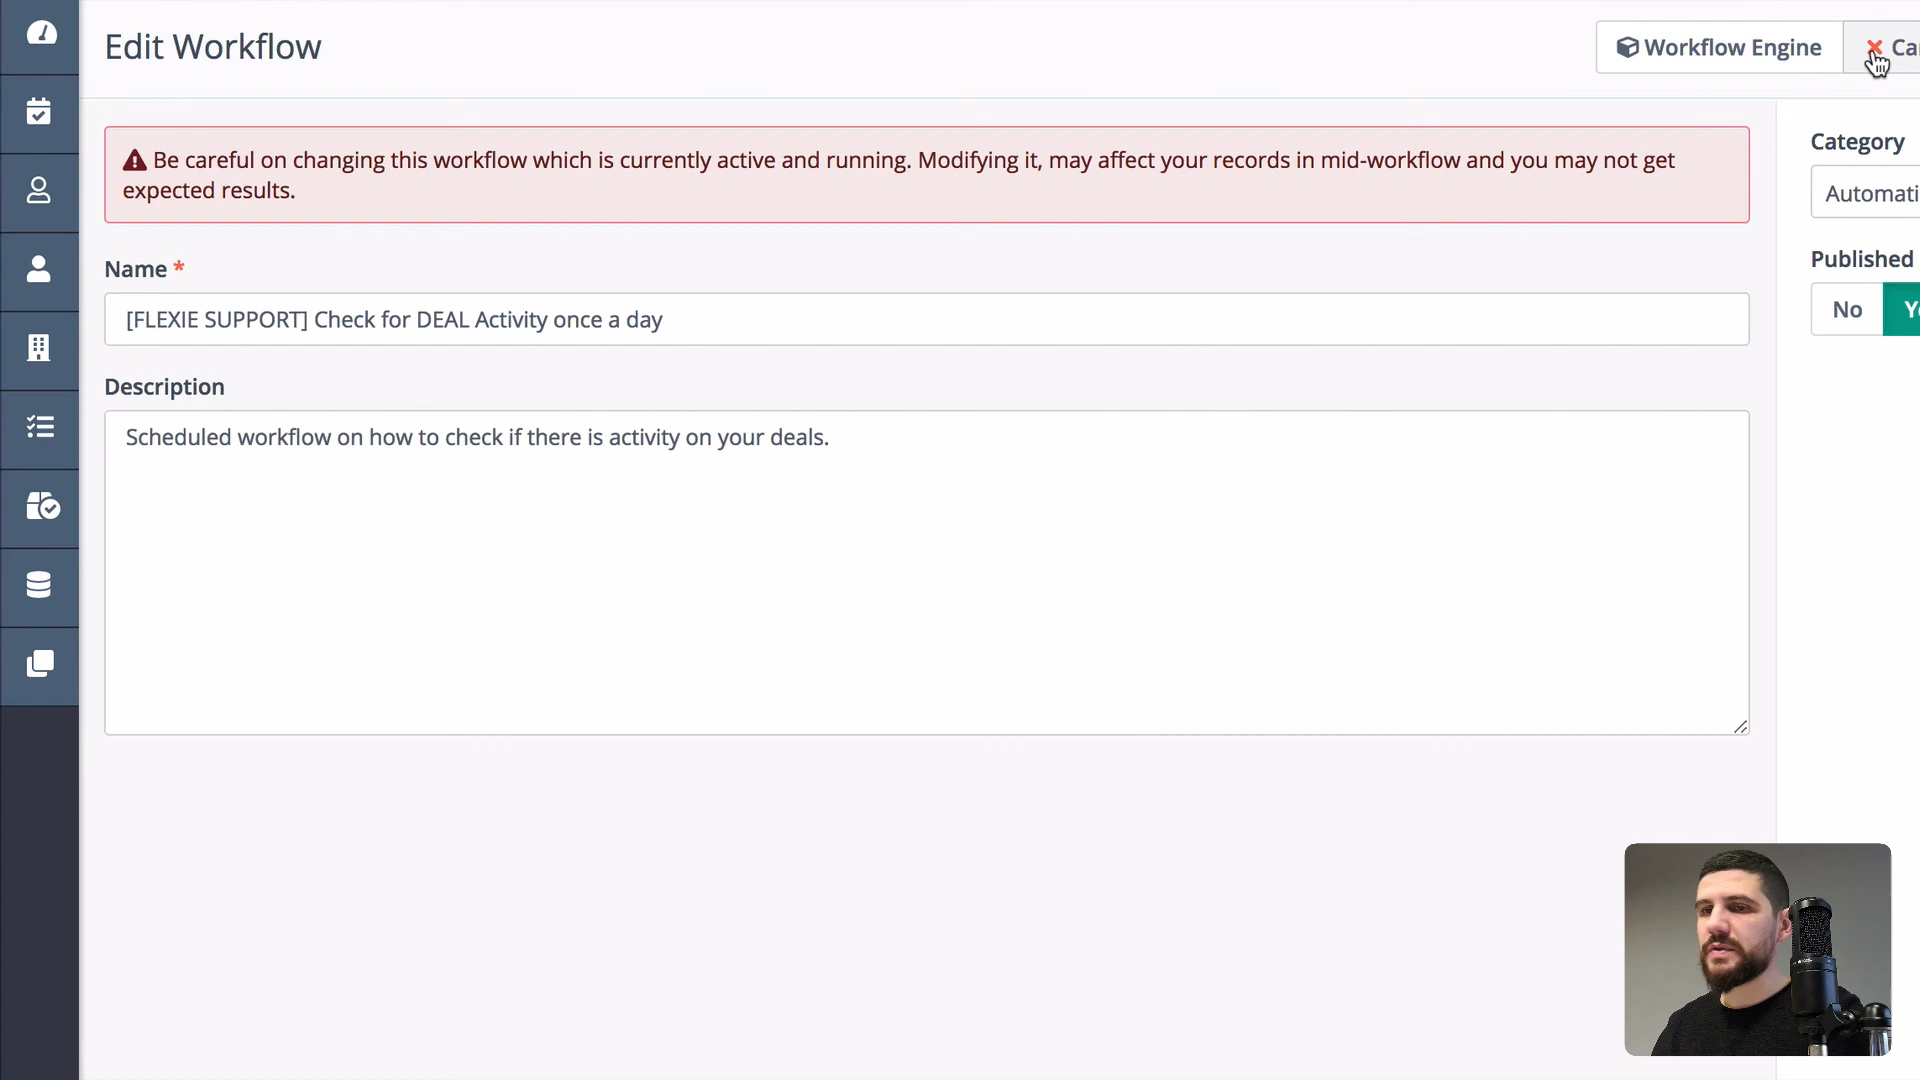 Edit Workflow
Workflow Engine
Be careful on changing this workflow which is currently active and running. Modifying it, may affect your records in mid-workflow and you may not get
expected results.
Category
Automati
Published
No
Name *
[FLEXIE SUPPORT] Check for DEAL Activity once a day
Description
Scheduled workflow on how to check if there is activity on your deals.